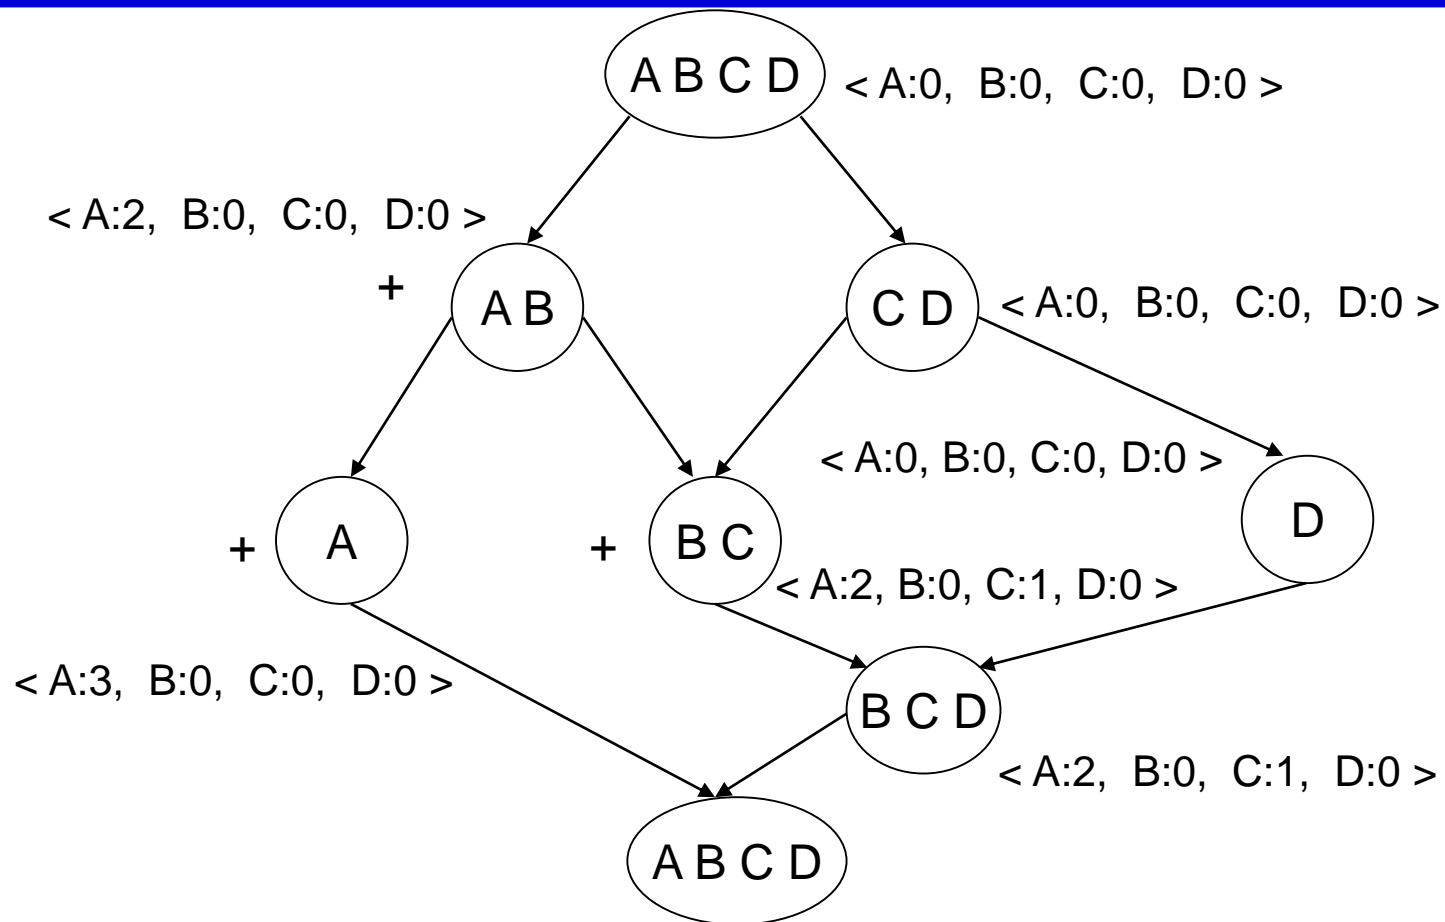 A B C D
< A:0, B:0, C:0, D:0 >
< A:2, B:0, C:0, D:0 >
+
A B
C D
< A:0, B:0, C:0, D:0 >
< A:0, B:0, C:0, D:0 >
D
+
A
+
B C
< A:2, B:0, C:1, D:0 >
< A:3, B:0, C:0, D:0 >
B C D
< A:2, B:0, C:1, D:0 >
A B C D